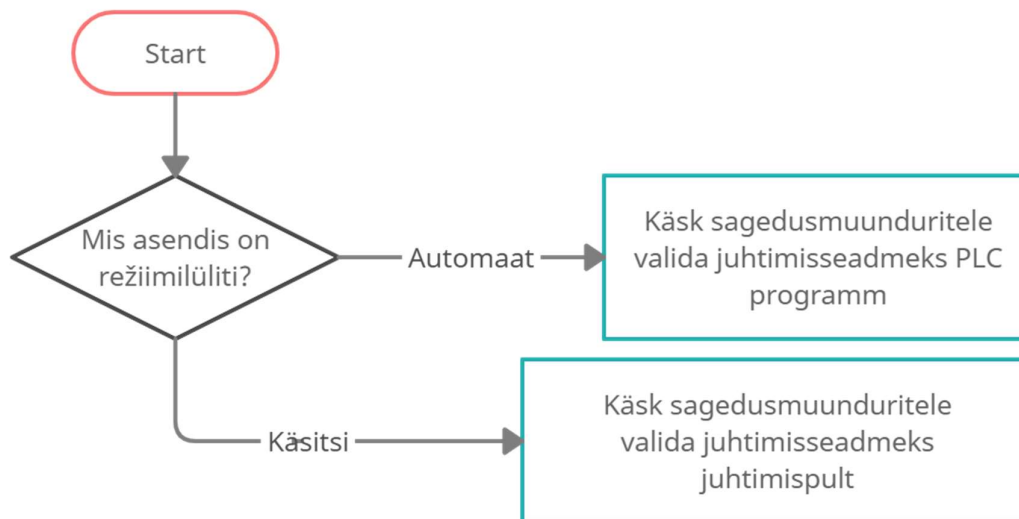 Start
Mis asendis on
režiimilüliti?
Automaat
Käsk sagedusmuunduritele
valida juhtimisseadmeks PLC
programm
Käsitsi
Käsk sagedusmuunduritele
valida juhtimisseadmeks
juhtimispult